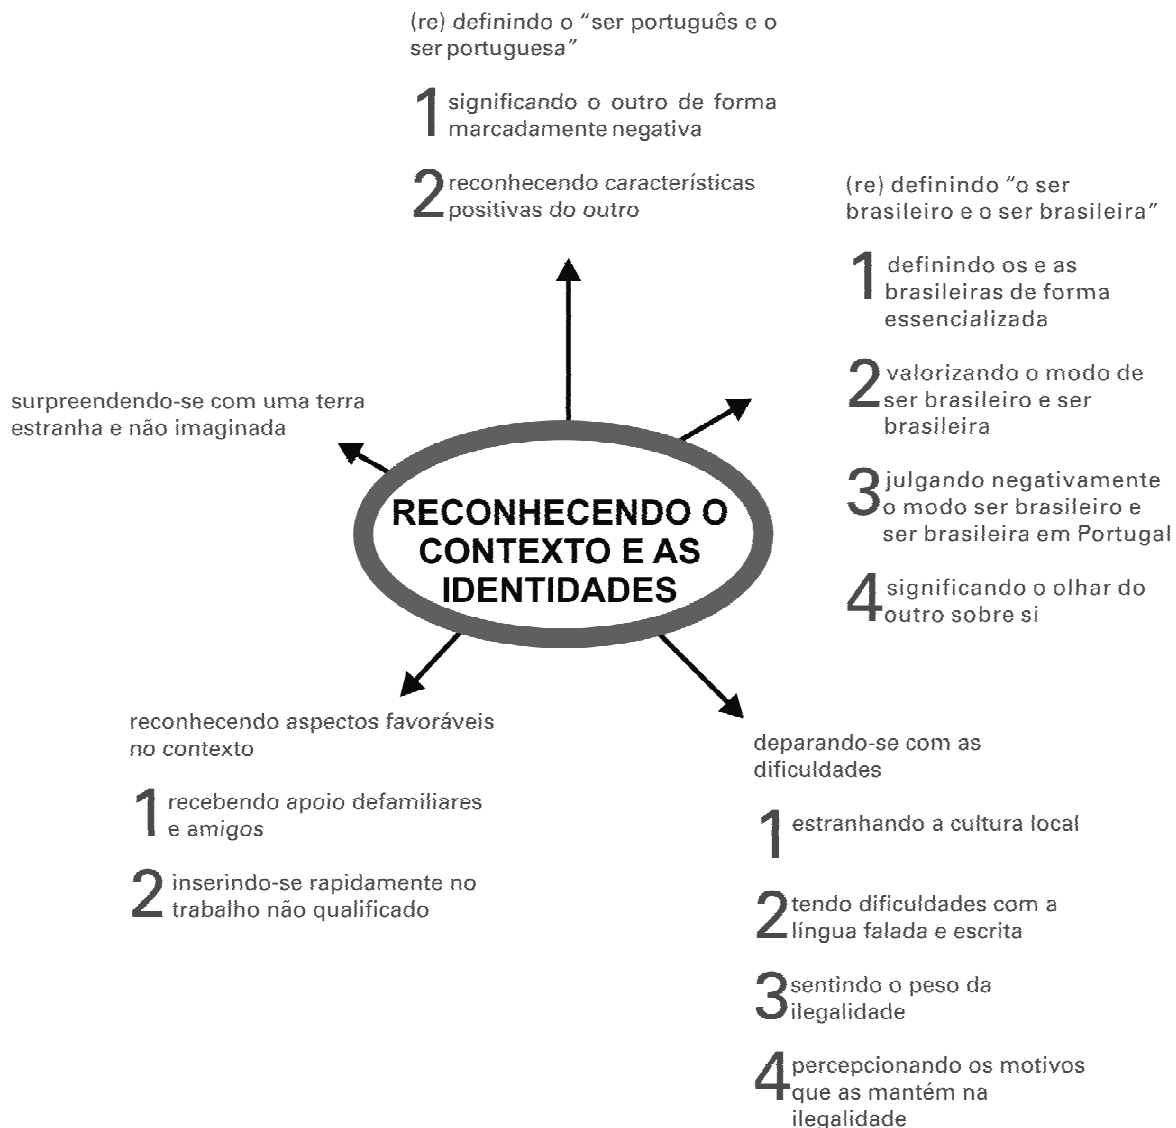 (re) definindo o "ser português e o
ser portuguesa"
1 significando o outro de forma
marcadamente negativa
2 reconhecendo características
positivas do outro
(re) definindo "o ser
brasileiro e o ser brasileira"
1 definindo os e as
brasileiras de forma
essencializada
2 valorizando o modo de
ser brasileiro e ser
brasileira
3 julgando negativamente
o modo ser brasileiro e
ser brasileira em Portugal
4 significando o olhar do
outro sobre si
surpreendendo-se com uma terra
estranha e não imaginada
RECONHECENDO O
CONTEXTO E AS
IDENTIDADES
reconhecendo aspectos favoráveis
no contexto
1 recebendo apoio defamiliares
e amigos
2 inserindo-se rapidamente no
trabalho não qualificado
deparando-se com as
dificuldades
1 estranhando a cultura local
2 tendo dificuldades com a
língua falada e escrita
3 sentindo o peso da
ilegalidade
4 percepcionando os motivos
que as mantém na
ilegalidade